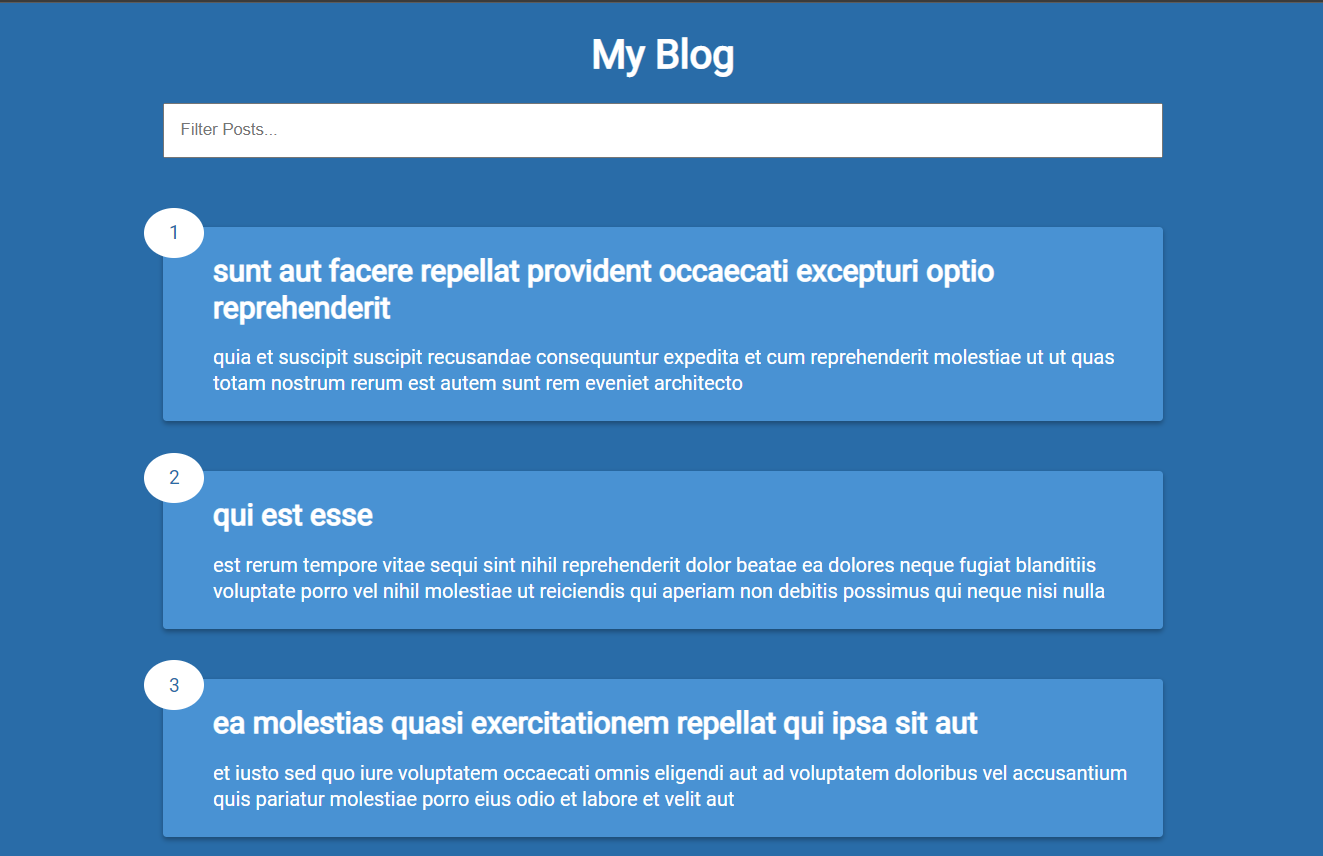 My Blog
Filter Posts...
1
sunt aut facere repellat provident occaecati excepturi optio
reprehenderit
quia et suscipit suscipit recusandae consequuntur expedita et cum reprehenderit molestiae ut ut quas
totam nostrum rerum est autem sunt rem eveniet architecto
2
qui est esse
est rerum tempore vitae sequi sint nihil reprehenderit dolor beatae ea dolores neque fugiat blanditiis
voluptate porro vel nihil molestiae ut reiciendis qui aperiam non debitis possimus qui neque nisi nulla
3
ea molestias quasi exercitationem repellat qui ipsa sit aut
et iusto sed quo iure voluptatem occaecati omnis eligendi aut ad voluptatem doloribus vel accusantium
quis pariatur molestiae porro eius odio et labore et velit aut